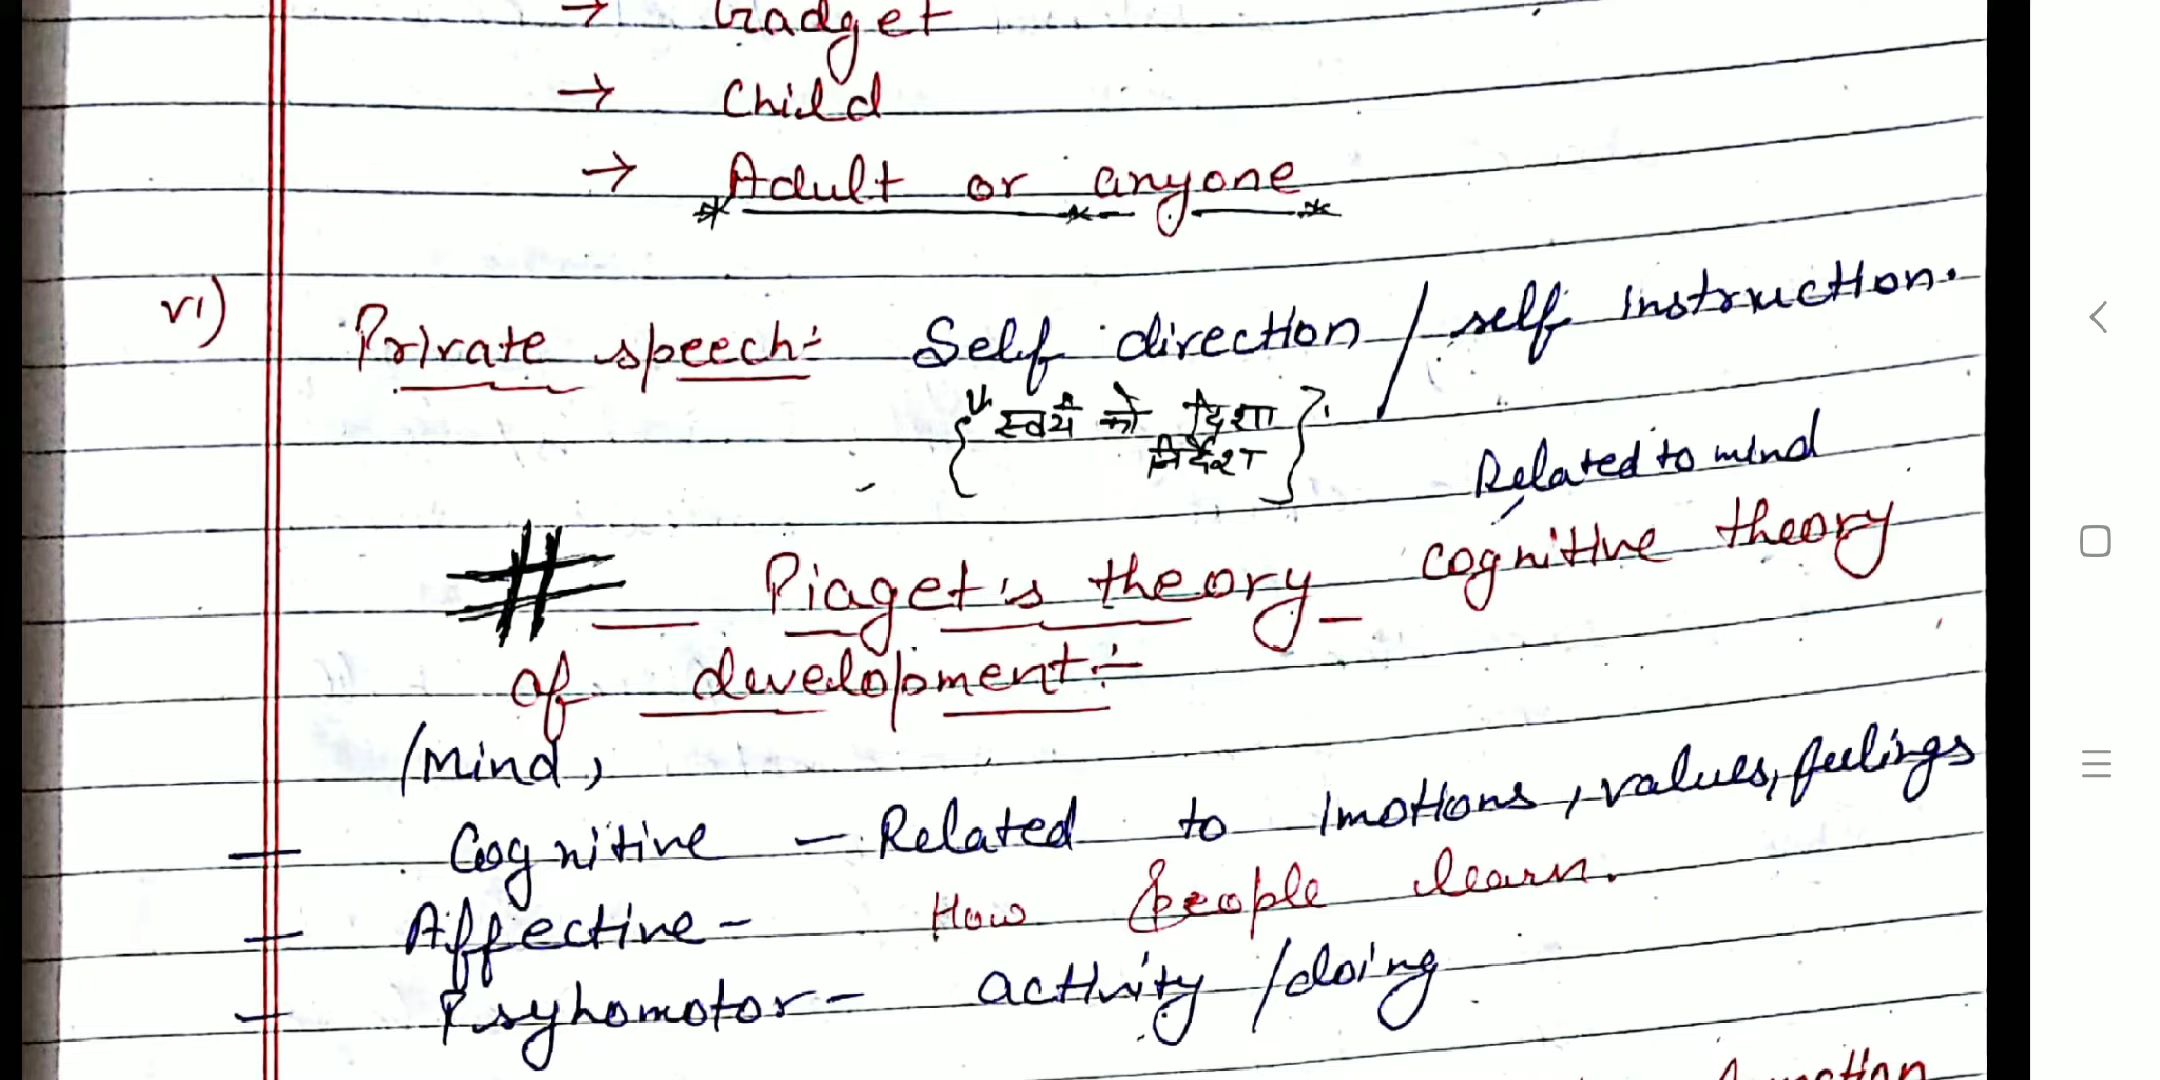 → Gadget
→ Child
→ Adult or anyone
vi) Private speech:- Self direction / self instruction.
{ स्वयं को दिशा
निर्देश }
Related to mind
# Piaget's theory - cognitive theory
of development:-
/Mind,
- Cognitive - Related to imotions, values, feelings
- Affective - How people learn.
- Psyhomotor - activity /doing